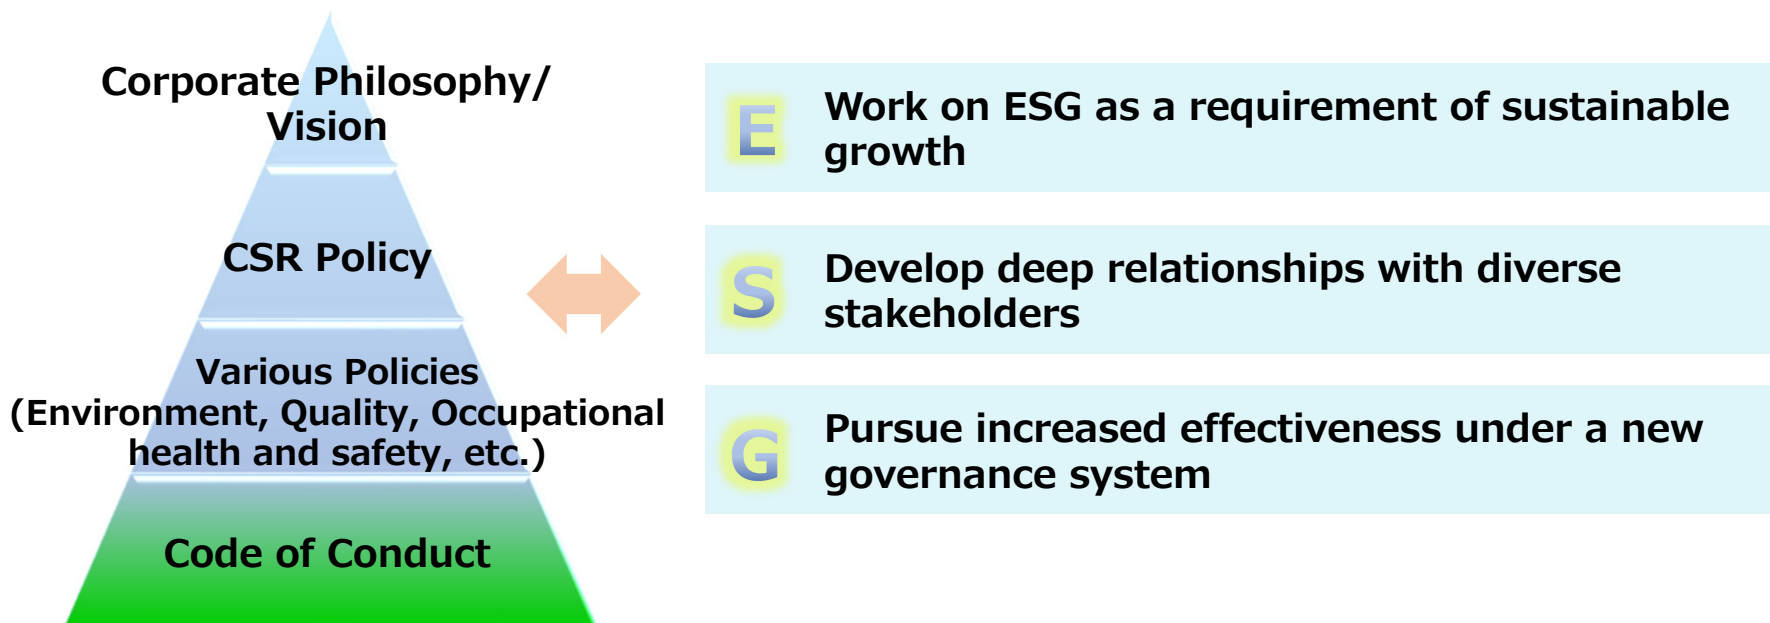 Corporate Philosophy/
Vision
CSR Policy
Various Policies
(Environment, Quality, Occupational
health and safety, etc.)
Code of Conduct
E
Work on ESG as a requirement of sustainable
growth
S
Develop deep relationships with diverse
stakeholders
G
Pursue increased effectiveness under a new
governance system